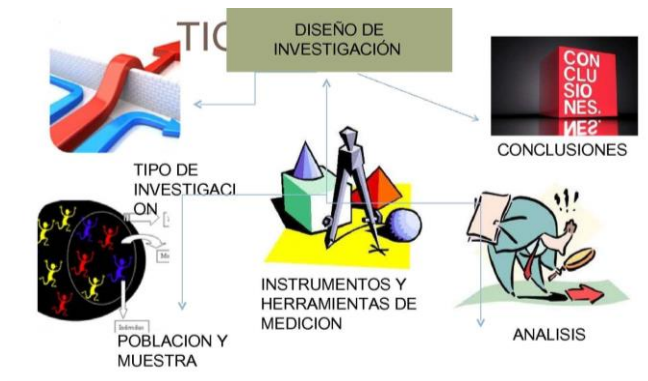 TIC
DISEÑO DE
INVESTIGACIÓN
CON
CLU
SIO
NES.
CONCLUSIONES
TIPO DE
INVESTIGACI
ON
INSTRUMENTOS Y
HERRAMIENTAS DE
MEDICION
POBLACION Y
MUESTRA
ANALISIS